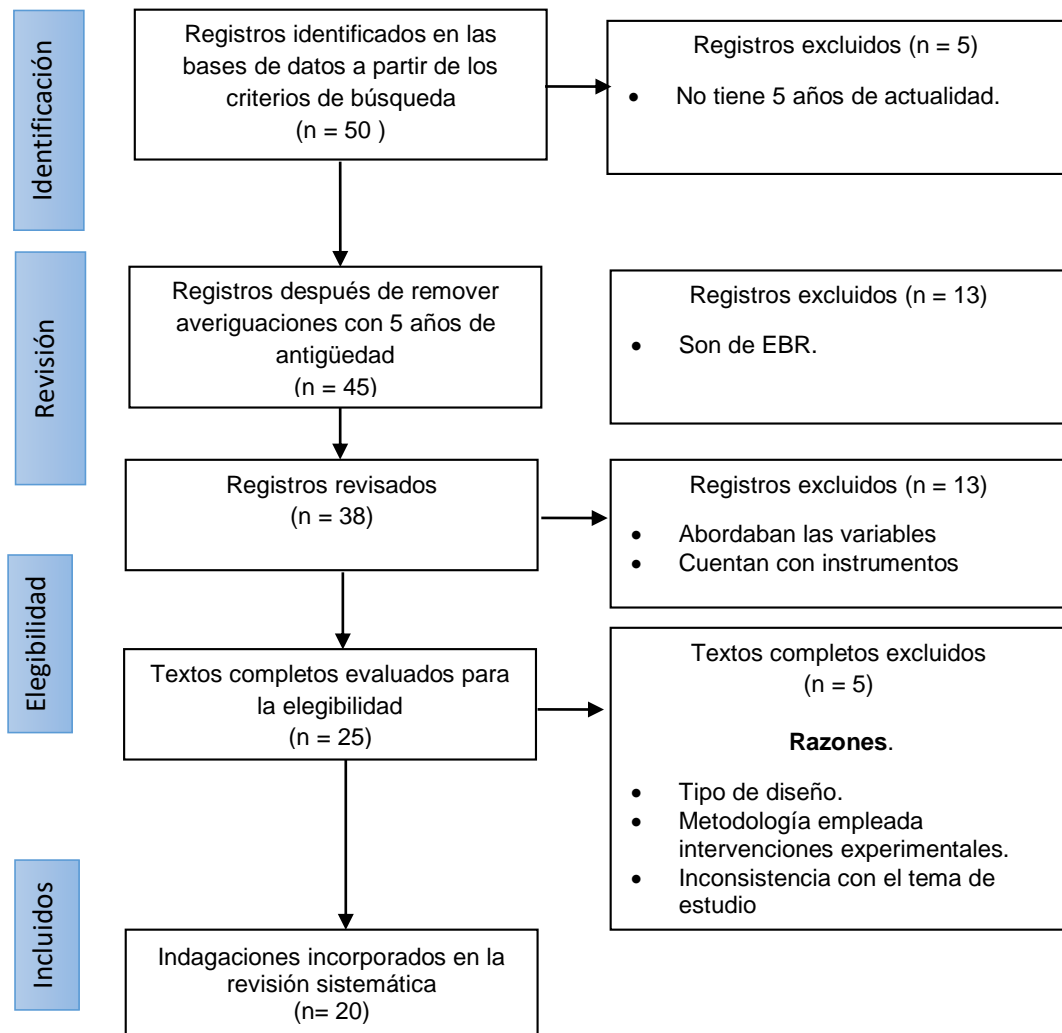 Identificación
Registros identificados en las
bases de datos a partir de los
criterios de búsqueda
(n = 50 )
Registros excluidos (n = 5)
• No tiene 5 años de actualidad.
Revisión
Registros después de remover
averiguaciones con 5 años de
antigüedad
(n = 45)
Registros excluidos (n = 13)
• Son de EBR.
Registros revisados
(n = 38)
Registros excluidos (n = 13)
• Abordaban las variables
• Cuentan con instrumentos
Elegibilidad
Textos completos evaluados para
la elegibilidad
(n = 25)
Textos completos excluidos
(n = 5)
Razones.
• Tipo de diseño.
• Metodología empleada
intervenciones experimentales.
• Inconsistencia con el tema de
estudio
Incluidos
Indagaciones incorporados en la
revisión sistemática
(n= 20)